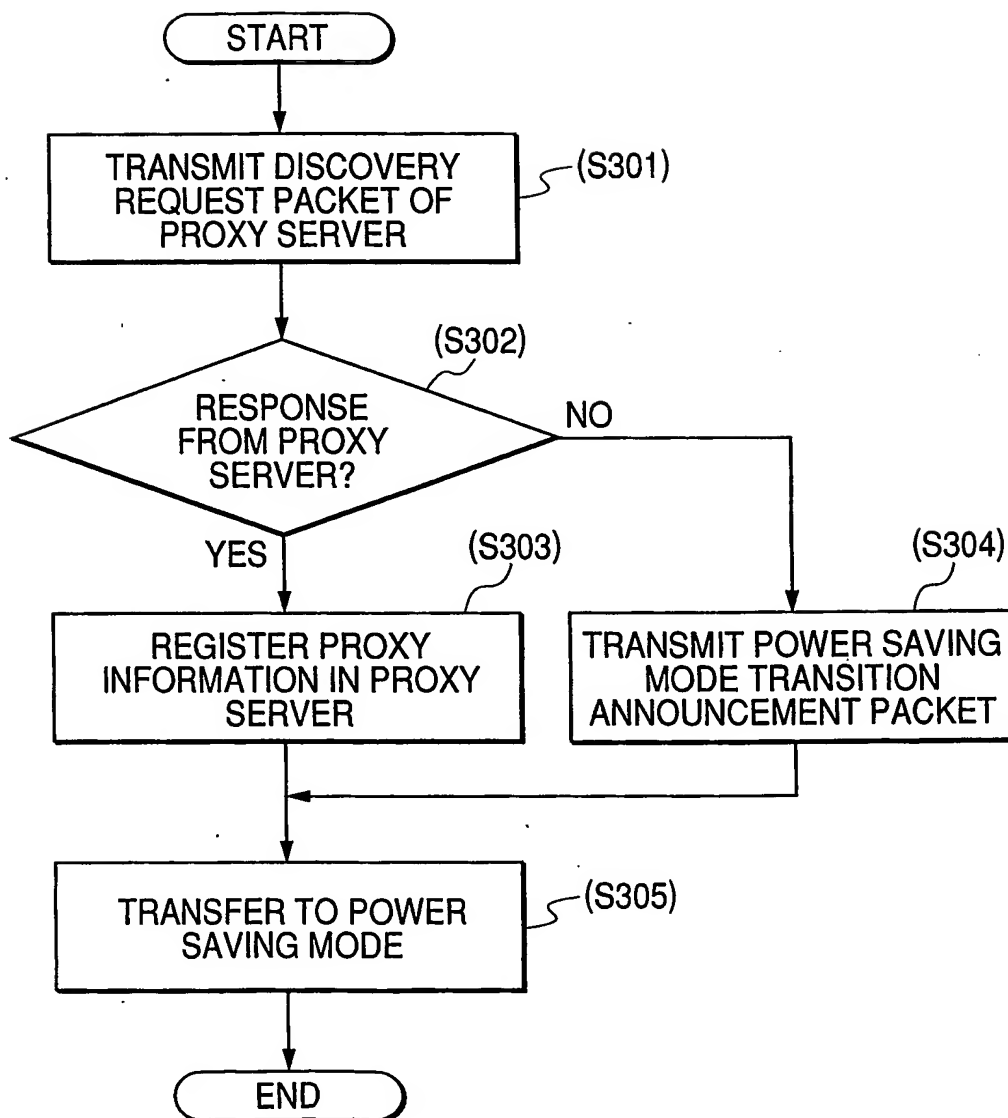 START
TRANSMIT DISCOVERY
REQUEST PACKET OF
PROXY SERVER
(S301)
(S302)
RESPONSE
FROM PROXY
SERVER?
NO
YES
(S303)
(S304)
REGISTER PROXY
INFORMATION IN PROXY
SERVER
TRANSMIT POWER SAVING
MODE TRANSITION
ANNOUNCEMENT PACKET
TRANSFER TO POWER
SAVING MODE
(S305)
END